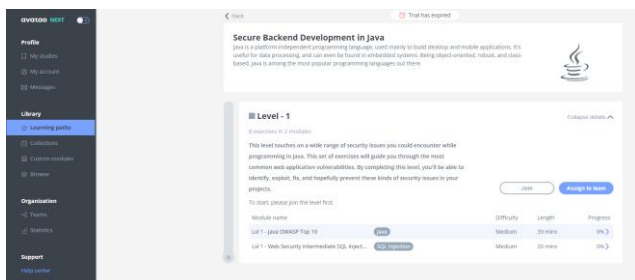 avatao NEXT
Back
Trial has expired
Profile
My studies
My account
Messages
Library
Learning paths
Collections
Custom modules
Browse
Organization
Teams
Statistics
Support
Help center
Secure Backend Development in Java
Java is a platform-independent programming language, used mainly to build desktop and mobile applications. It's
useful for data processing, and can even be found in embedded systems. Being object-oriented, robust, and class-
based, Java is among the most popular programming languages out there.
Level - 1
Collapse details
exercises in 2 modules
This level touches on a wide range of security issues you could encounter while
programming in Java. This set of exercises will guide you through the most
common web application vulnerabilities. By completing this level, you'll be able to
identify, exploit, fix, and hopefully prevent these kinds of security issues in your
projects.
Join
Assign to team
To start, please join the level first.
Module name Difficulty Length Progress
Lvl 1 - Java OWASP Top 10 Java Medium 39 mins 0%
Lvl 1 - Web Security Intermediate SQL Inject... SQL Injection Medium 20 mins 0%